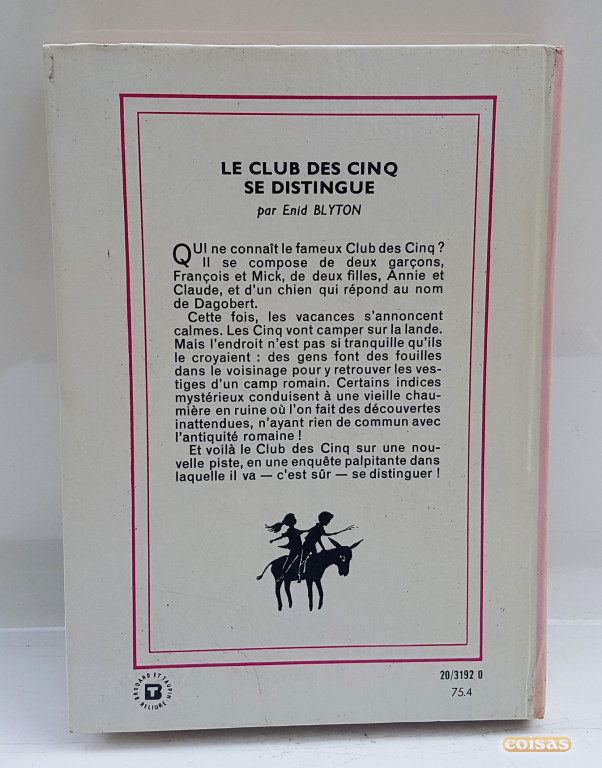 LE CLUB DES CINQ
SE DISTINGUE
par Enid BLYTON
QUI ne connaît le fameux Club des Cinq ?
Il se compose de deux garçons,
François et Mick, de deux filles, Annie et
Claude, et d'un chien qui répond au nom
de Dagobert.
Cette fois, les vacances s'annoncent
calmes. Les Cinq vont camper sur la lande.
Mais l'endroit n'est pas si tranquille qu'ils
le croyaient : des gens font des fouilles
dans le voisinage pour y retrouver les ves-
tiges d'un camp romain. Certains indices
mystérieux conduisent à une vieille chau-
mière en ruine où l'on fait des découvertes
inattendues, n'ayant rien de commun avec
l'antiquité romaine !
Et voilà le Club des Cinq sur une nou-
velle piste, en une enquête palpitante dans
laquelle il va — c'est sûr — se distinguer !
BRODARD ET TAUPIN
BT
RELIURE
20/3192 0
75.4
coisas